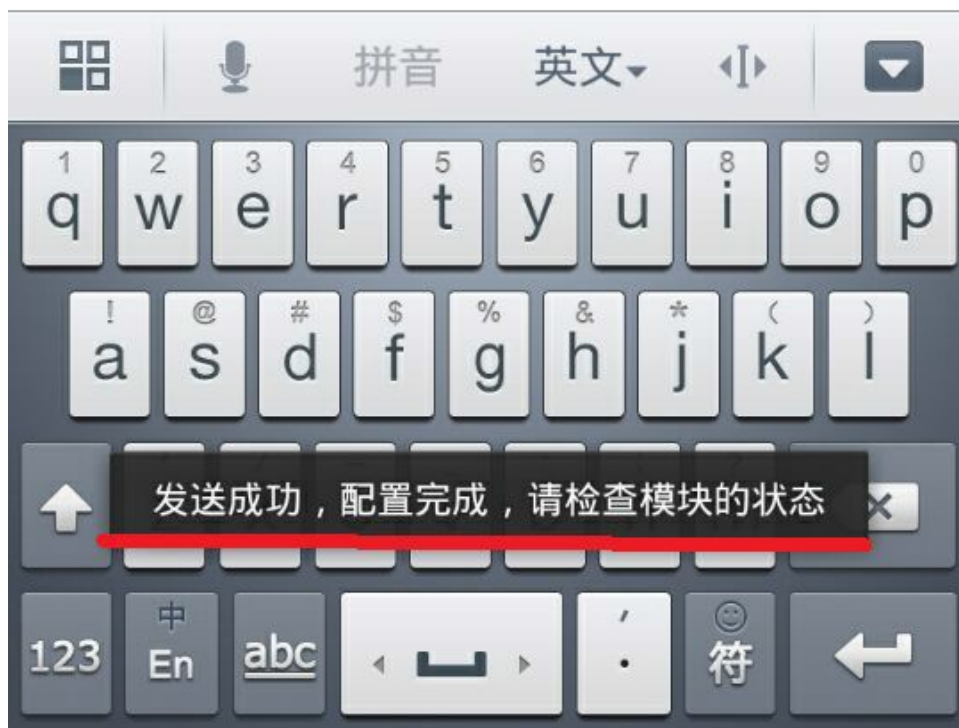 拼音 英文
1 2 3 4 5 6 7 8 9 0
q w e r t y u i o p
! @ # $ % & * ( )
a s d f g h j k l
发送成功，配置完成，请检查模块的状态
中 ,
123 En abc . 符